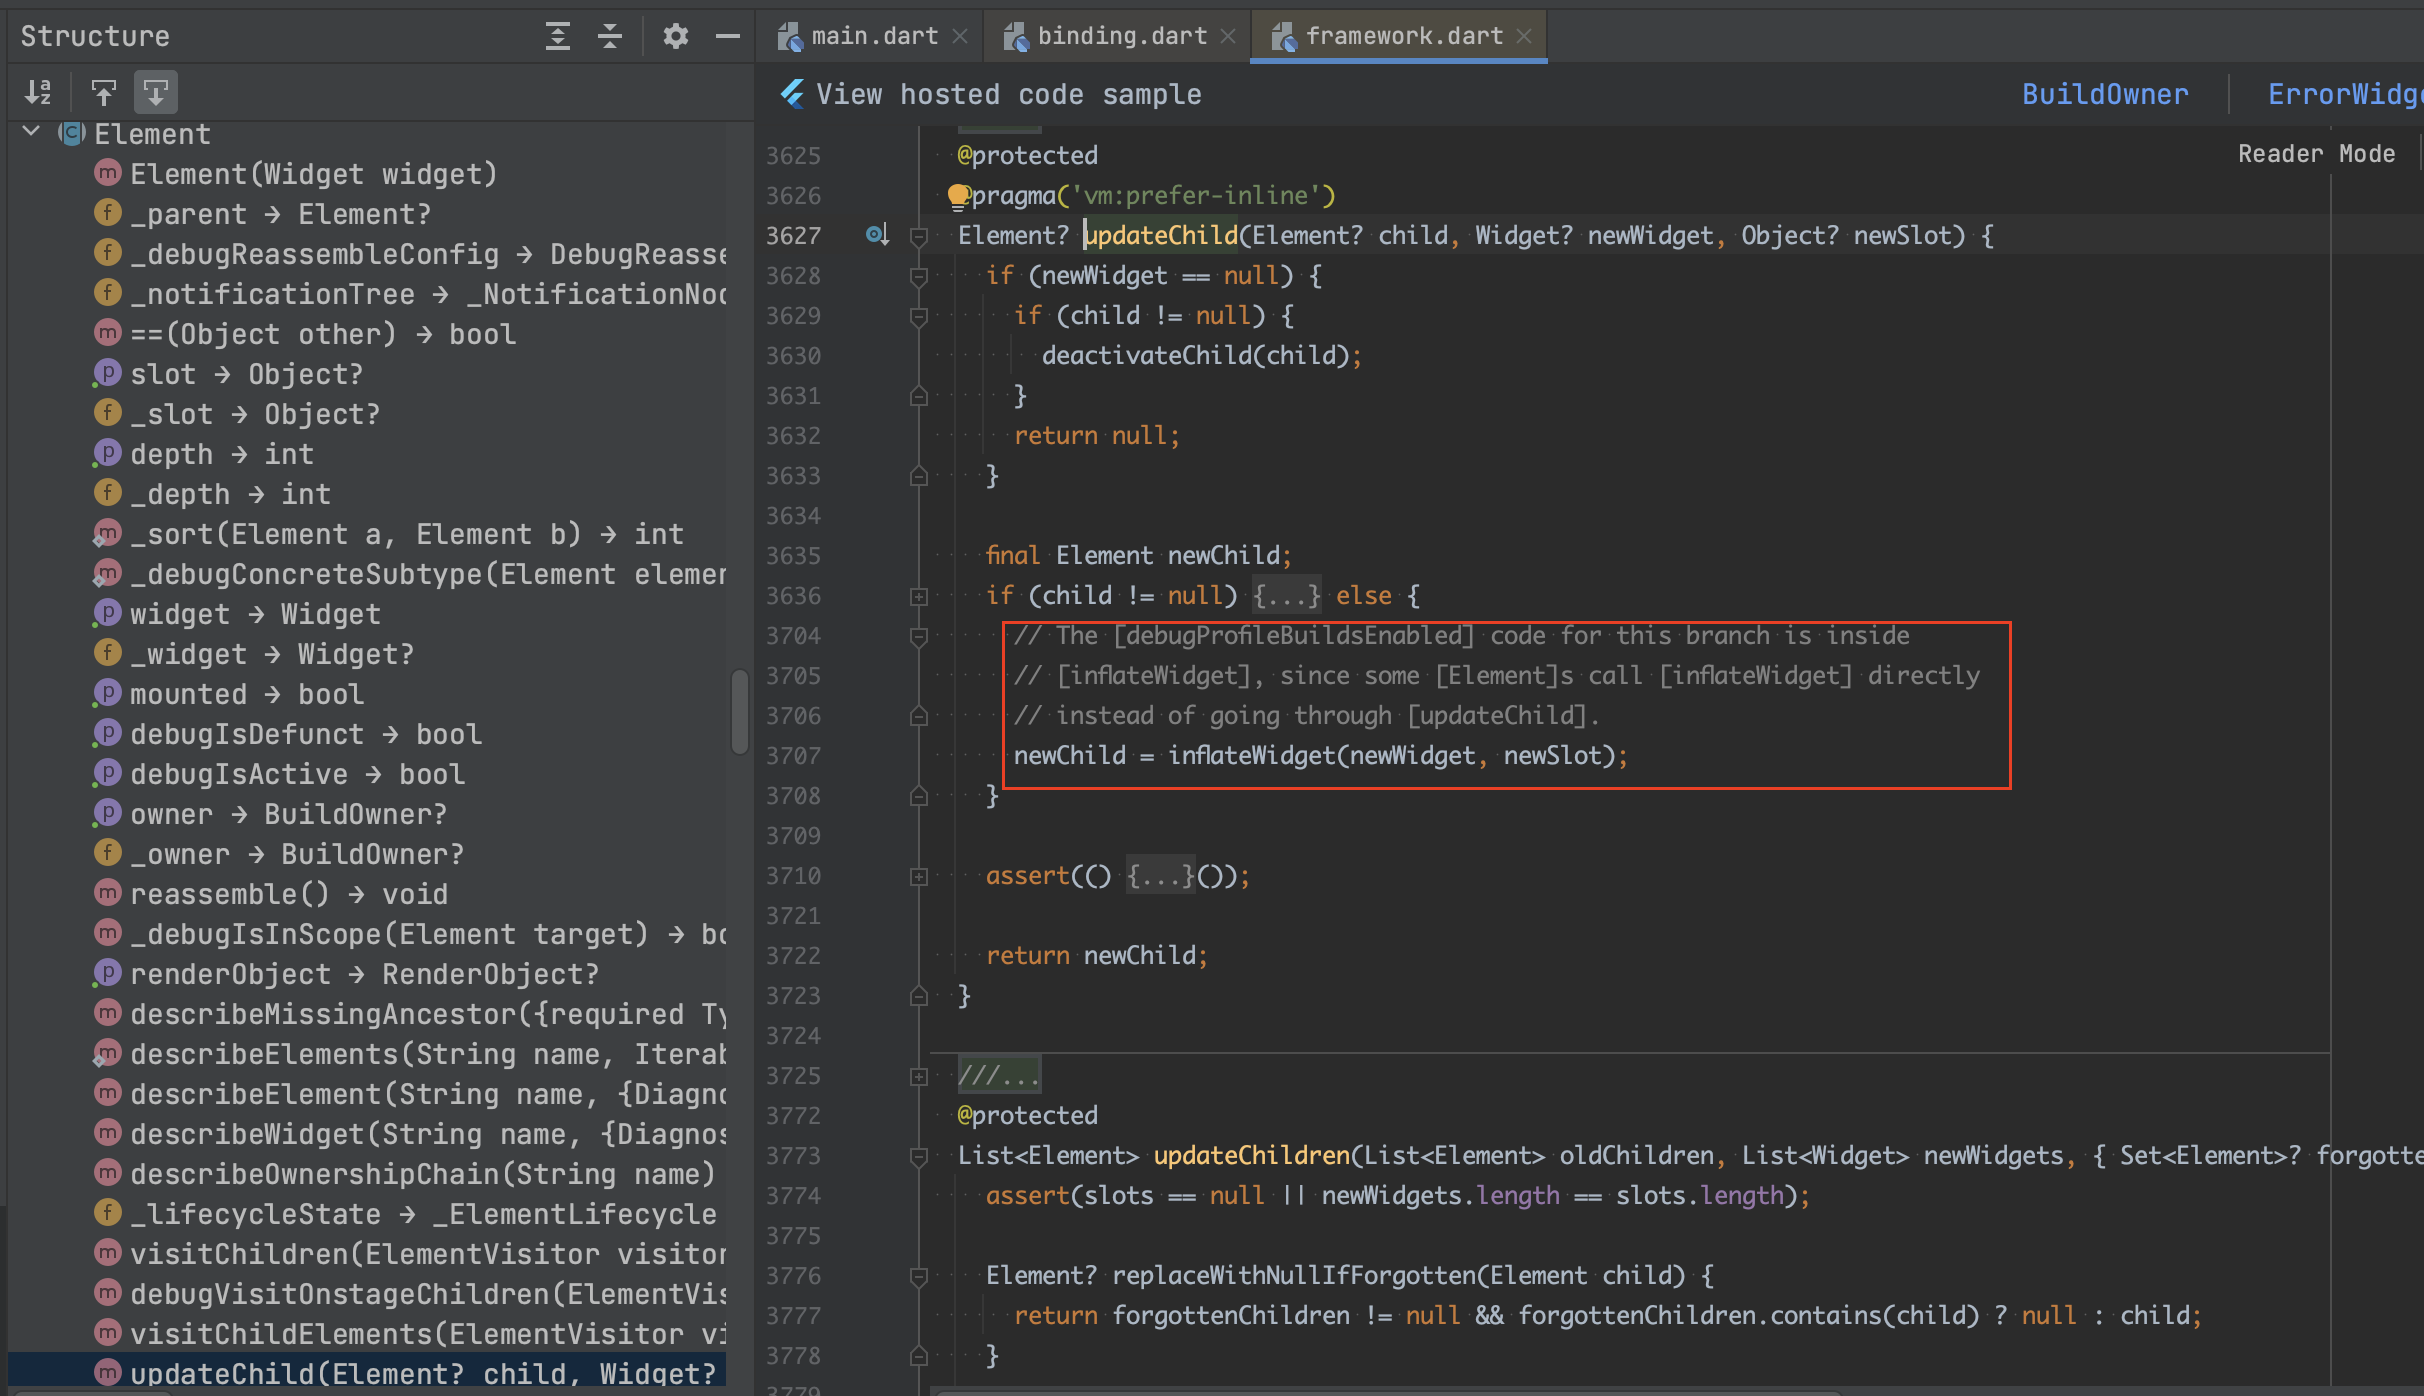 Structure
Element
Element(Widget widget)
_parent → Element?
_debugReassembleConfig → DebugReasse
_notificationTree → _NotificationNod
==(Object other) → bool
slot → Object?
_slot → Object?
depth → int
_depth → int
_sort(Element a, Element b) → int
_debugConcreteSubtype(Element elemen
widget → Widget
_widget → Widget?
mounted → bool
debugIsDefunct → bool
debugIsActive → bool
owner → BuildOwner?
_owner → BuildOwner?
reassemble() → void
_debugIsInScope(Element target) → bo
renderObject → RenderObject?
describeMissingAncestor({required Ty
describeElements(String name, Iterab
describeElement(String name, {Diagno
describeWidget(String name, {Diagnos
describeOwnershipChain(String name)
_lifecycleState → _ElementLifecycle
visitChildren(ElementVisitor visitor
debugVisitOnstageChildren(ElementVis
visitChildElements(ElementVisitor vi
updateChild(Element? child, Widget?
main.dart
binding.dart
framework.dart
View hosted code sample
BuildOwner
ErrorWidge
Reader Mode
3625 @protected
3626 @pragma('vm:prefer-inline')
3627 Element? updateChild(Element? child, Widget? newWidget, Object? newSlot) {
3628 if (newWidget == null) {
3629 if (child != null) {
3630 deactivateChild(child);
3631 }
3632 return null;
3633 }
3634
3635 final Element newChild;
3636 if (child != null) {...} else {
3704 // The [debugProfileBuildsEnabled] code for this branch is inside
3705 // [inflateWidget], since some [Element]s call [inflateWidget] directly
3706 // instead of going through [updateChild].
3707 newChild = inflateWidget(newWidget, newSlot);
3708 }
3709
3710 assert(() {...}());
3721
3722 return newChild;
3723 }
3724
3725 ///...
3772 @protected
3773 List<Element> updateChildren(List<Element> oldChildren, List<Widget> newWidgets, { Set<Element>? forgotte
3774 assert(slots == null || newWidgets.length == slots.length);
3775
3776 Element? replaceWithNullIfForgotten(Element child) {
3777 return forgottenChildren != null && forgottenChildren.contains(child) ? null : child;
3778 }
3779